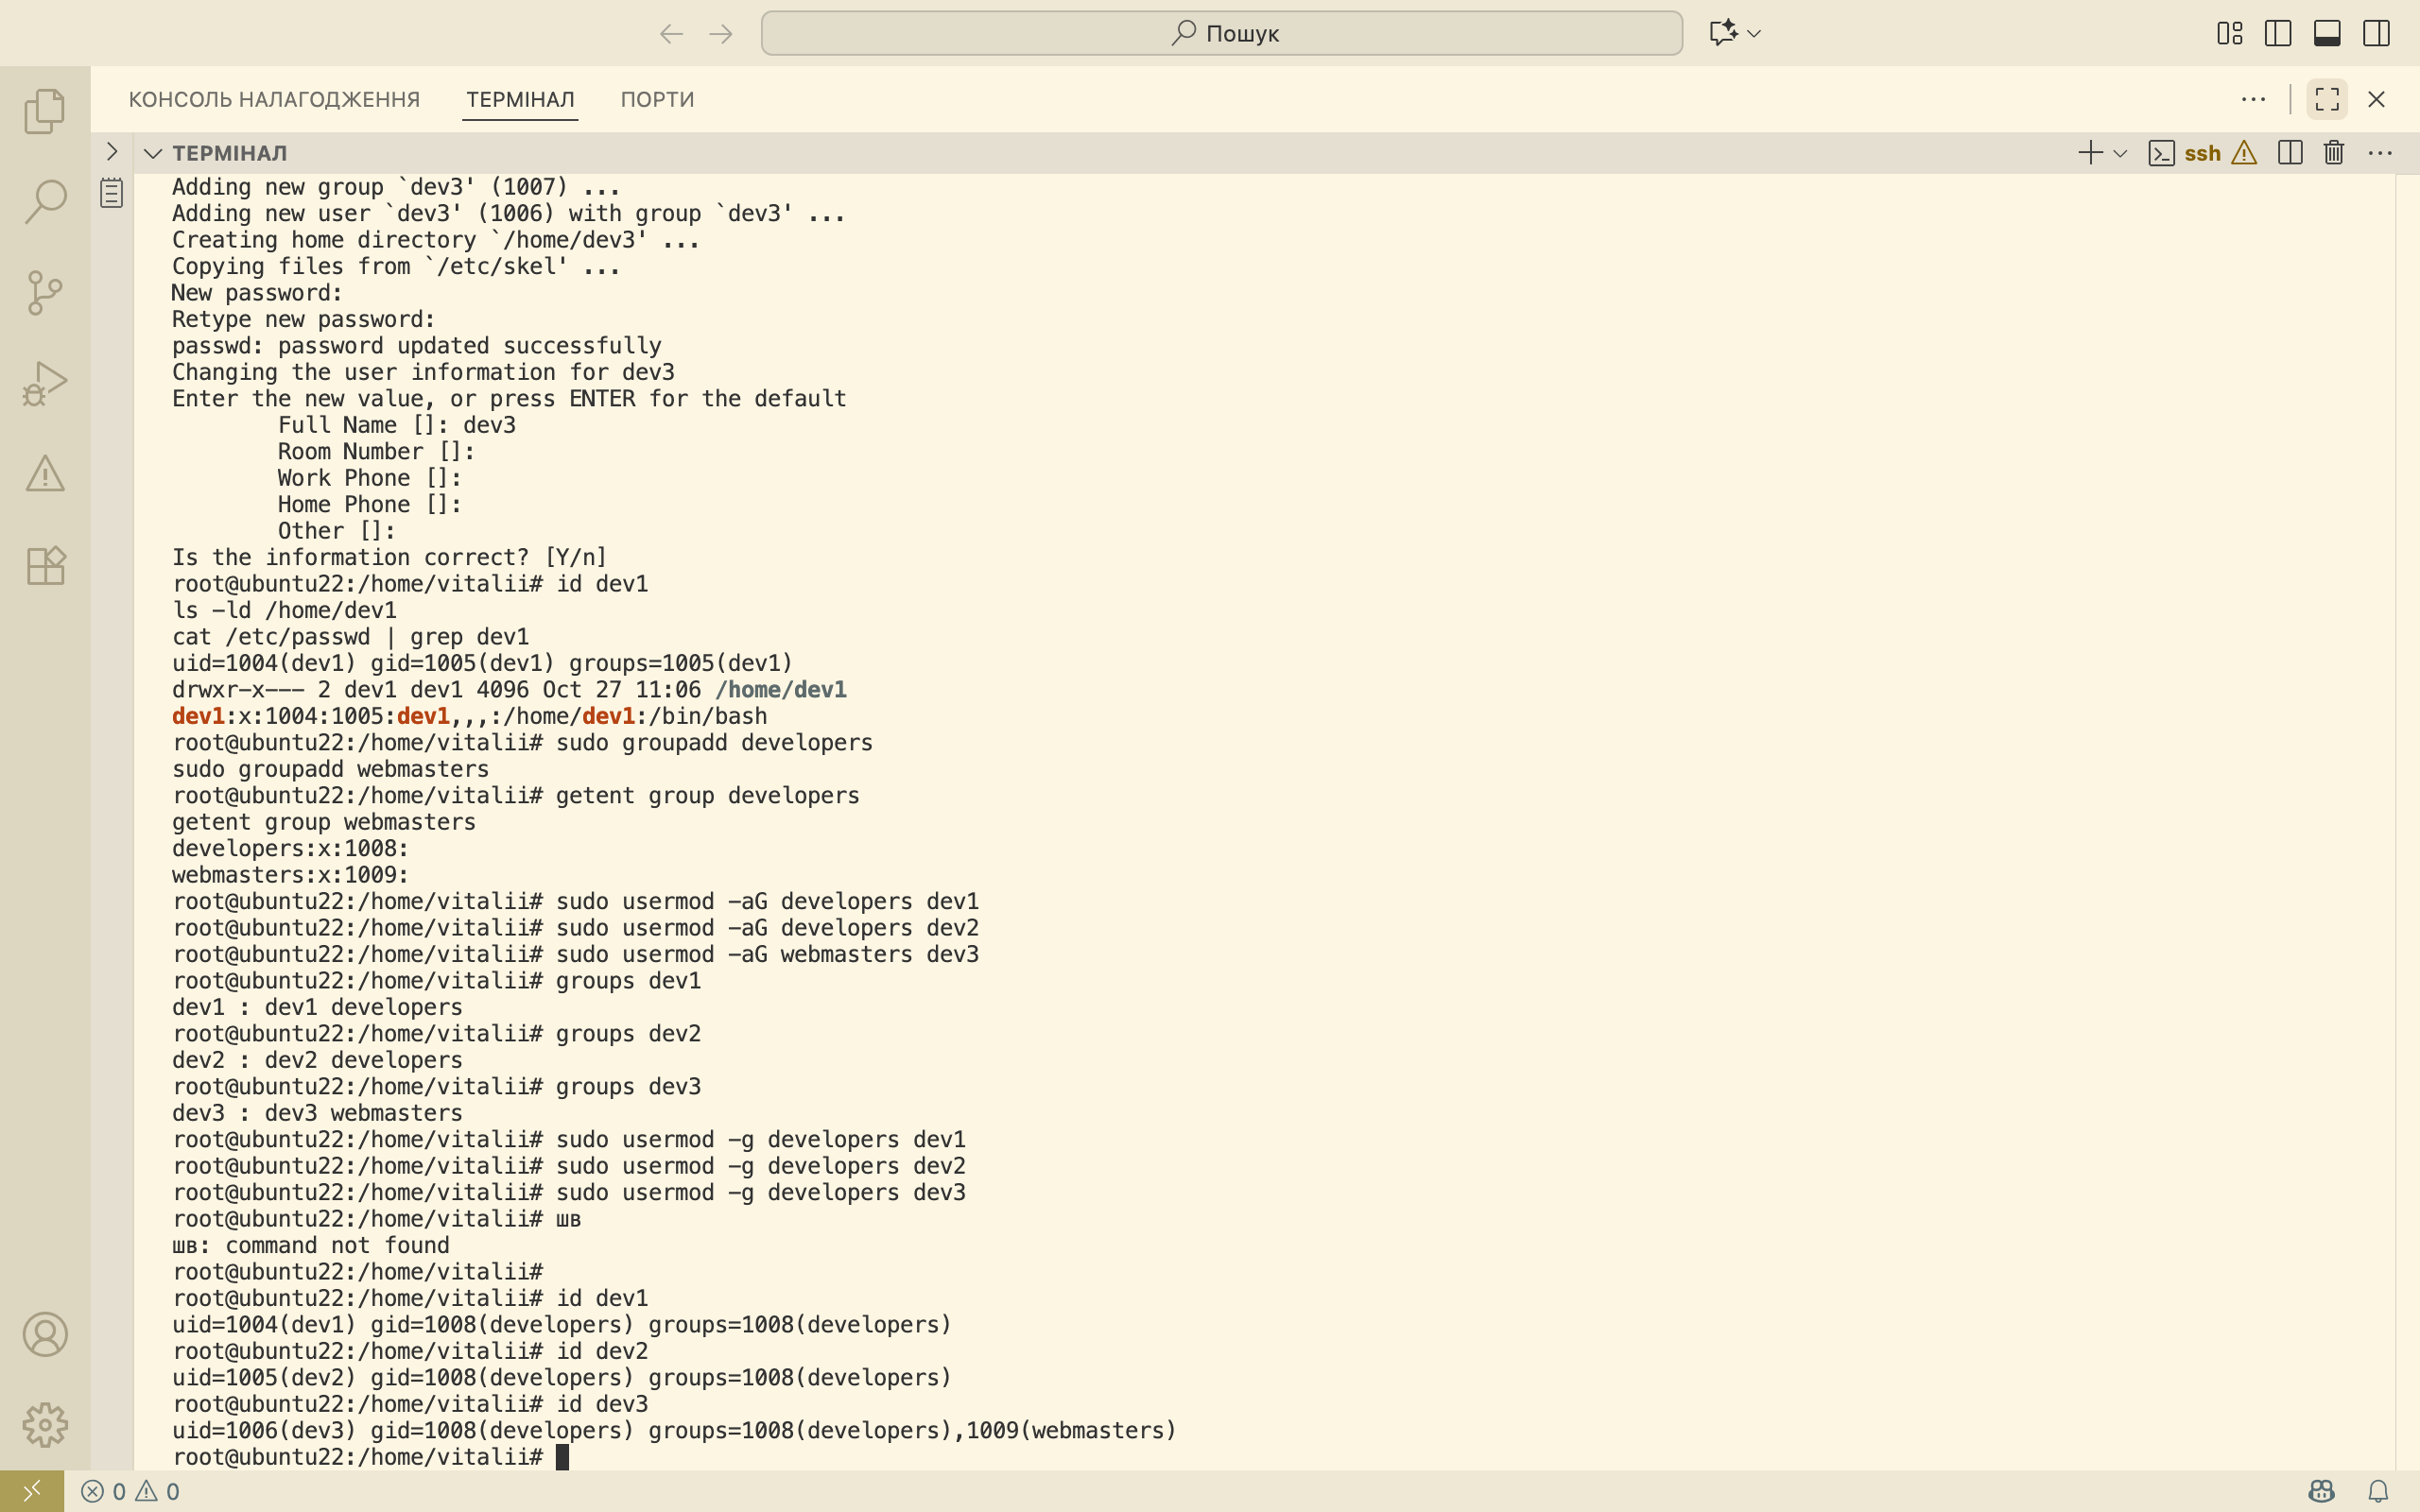 Пошук
КОНСОЛЬ НАЛАГОДЖЕННЯ ТЕРМІНАЛ ПОРТИ
ТЕРМІНАЛ ssh
Adding new group `dev3' (1007) ...
Adding new user `dev3' (1006) with group `dev3' ...
Creating home directory `/home/dev3' ...
Copying files from `/etc/skel' ...
New password:
Retype new password:
passwd: password updated successfully
Changing the user information for dev3
Enter the new value, or press ENTER for the default
Full Name []: dev3
Room Number []:
Work Phone []:
Home Phone []:
Other []:
Is the information correct? [Y/n]
root@ubuntu22:/home/vitalii# id dev1
ls -ld /home/dev1
cat /etc/passwd | grep dev1
uid=1004(dev1) gid=1005(dev1) groups=1005(dev1)
drwxr-x--- 2 dev1 dev1 4096 Oct 27 11:06 /home/dev1
dev1:x:1004:1005:dev1,,,:/home/dev1:/bin/bash
root@ubuntu22:/home/vitalii# sudo groupadd developers
sudo groupadd webmasters
root@ubuntu22:/home/vitalii# getent group developers
getent group webmasters
developers:x:1008:
webmasters:x:1009:
root@ubuntu22:/home/vitalii# sudo usermod -aG developers dev1
root@ubuntu22:/home/vitalii# sudo usermod -aG developers dev2
root@ubuntu22:/home/vitalii# sudo usermod -aG webmasters dev3
root@ubuntu22:/home/vitalii# groups dev1
dev1 : dev1 developers
root@ubuntu22:/home/vitalii# groups dev2
dev2 : dev2 developers
root@ubuntu22:/home/vitalii# groups dev3
dev3 : dev3 webmasters
root@ubuntu22:/home/vitalii# sudo usermod -g developers dev1
root@ubuntu22:/home/vitalii# sudo usermod -g developers dev2
root@ubuntu22:/home/vitalii# sudo usermod -g developers dev3
root@ubuntu22:/home/vitalii# шв
шв: command not found
root@ubuntu22:/home/vitalii#
root@ubuntu22:/home/vitalii# id dev1
uid=1004(dev1) gid=1008(developers) groups=1008(developers)
root@ubuntu22:/home/vitalii# id dev2
uid=1005(dev2) gid=1008(developers) groups=1008(developers)
root@ubuntu22:/home/vitalii# id dev3
uid=1006(dev3) gid=1008(developers) groups=1008(developers),1009(webmasters)
root@ubuntu22:/home/vitalii#
0 0